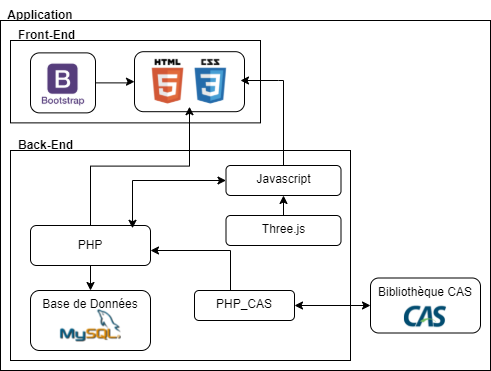 Application
Front-End
B
Bootstrap
HTML
5
CSS
3
Back-End
Javascript
Three.js
PHP
Base de Données
MySQL.
PHP_CAS
Bibliothèque CAS
CAS